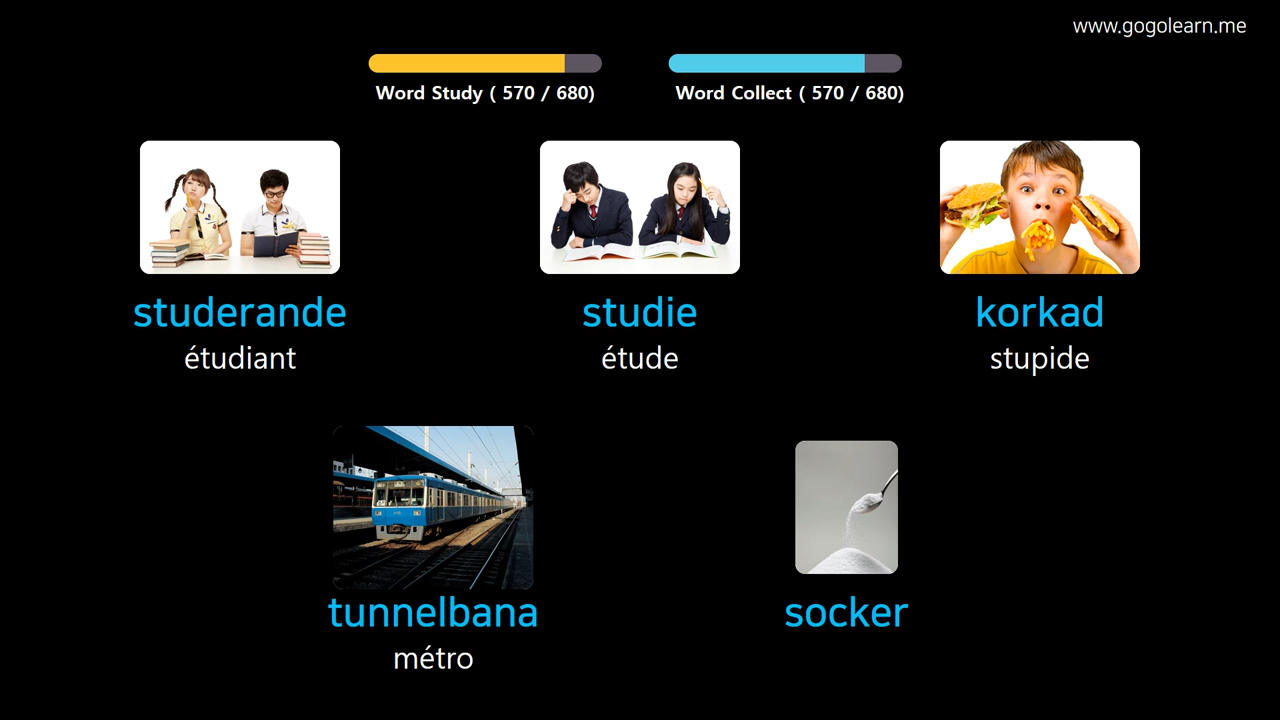 www.gogolearn.me
Word Study ( 570 / 680)
Word Collect ( 570 / 680)
studerande
étudiant
studie
étude
korkad
stupide
tunnelbana
métro
socker